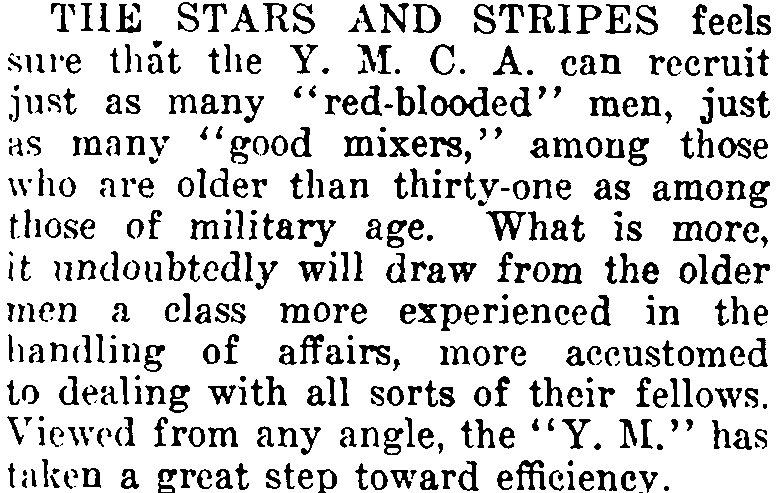 THE STARS AND STRIPES feels
sure that the Y. M. C. A. can recruit
just as many "red-blooded" men, just
as many "good mixers," among those
who are older than thirty-one as among
those of military age. What is more,
it undoubtedly will draw from the older
men a class more experienced in the
handling of affairs, more accustomed
to dealing with all sorts of their fellows.
Viewed from any angle, the "Y. M." has
taken a great step toward efficiency.